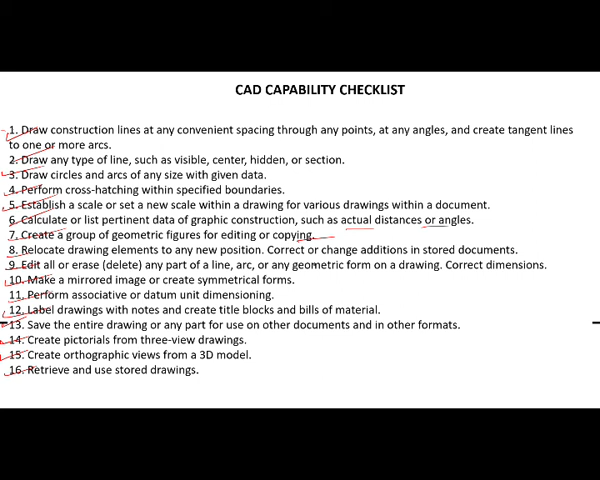 CAD CAPABILITY CHECKLIST
1. Draw construction lines at any convenient spacing through any points, at any angles, and create tangent lines
to one or more arcs.
2. Draw any type of line, such as visible, center, hidden, or section.
3. Draw circles and arcs of any size with given data.
4. Perform cross-hatching within specified boundaries.
5. Establish a scale or set a new scale within a drawing for various drawings within a document.
6. Calculate or list pertinent data of graphic construction, such as actual distances or angles.
7. Create a group of geometric figures for editing or copying.
8. Relocate drawing elements to any new position. Correct or change additions in stored documents.
9. Edit all or erase (delete) any part of a line, arc, or any geometric form on a drawing. Correct dimensions.
10. Make a mirrored image or create symmetrical forms.
11. Perform associative or datum unit dimensioning.
12. Label drawings with notes and create title blocks and bills of material.
13. Save the entire drawing or any part for use on other documents and in other formats.
14. Create pictorials from three-view drawings.
15. Create orthographic views from a 3D model.
16. Retrieve and use stored drawings.